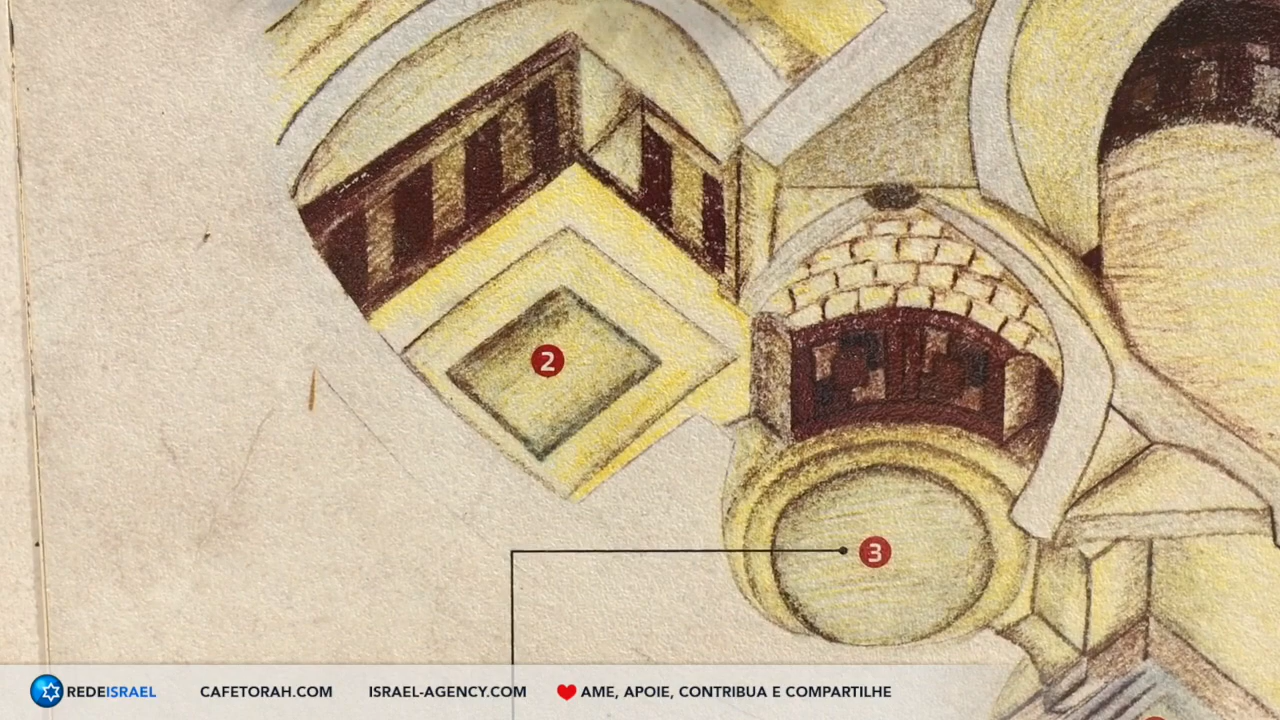 2
3
REDEISRAEL CAFETORAH.COM ISRAEL-AGENCY.COM AME, APOIE, CONTRIBUA E COMPARTILHE